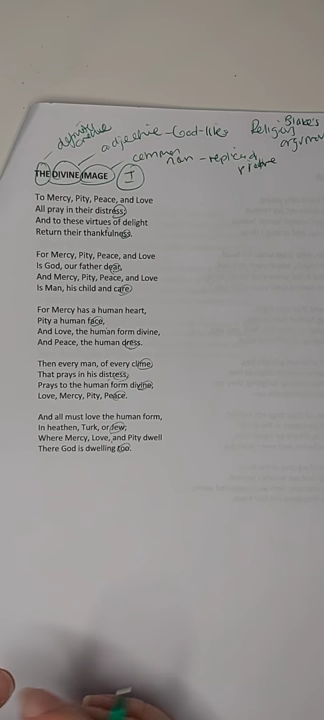 definite
adjective - God-like
Religious
Blake's
argument
common
noun - replicad
THE DIVINE IMAGE
I
To Mercy, Pity, Peace, and Love
All pray in their distress;
And to these virtues of delight
Return their thankfulness.
For Mercy, Pity, Peace, and Love
Is God, our father dear,
And Mercy, Pity, Peace, and Love
Is Man, his child and care.
For Mercy has a human heart,
Pity a human face,
And Love, the human form divine,
And Peace, the human dress.
Then every man, of every clime,
That prays in his distress,
Prays to the human form divine,
Love, Mercy, Pity, Peace.
And all must love the human form,
In heathen, Turk, or Jew;
Where Mercy, Love, and Pity dwell
There God is dwelling too.